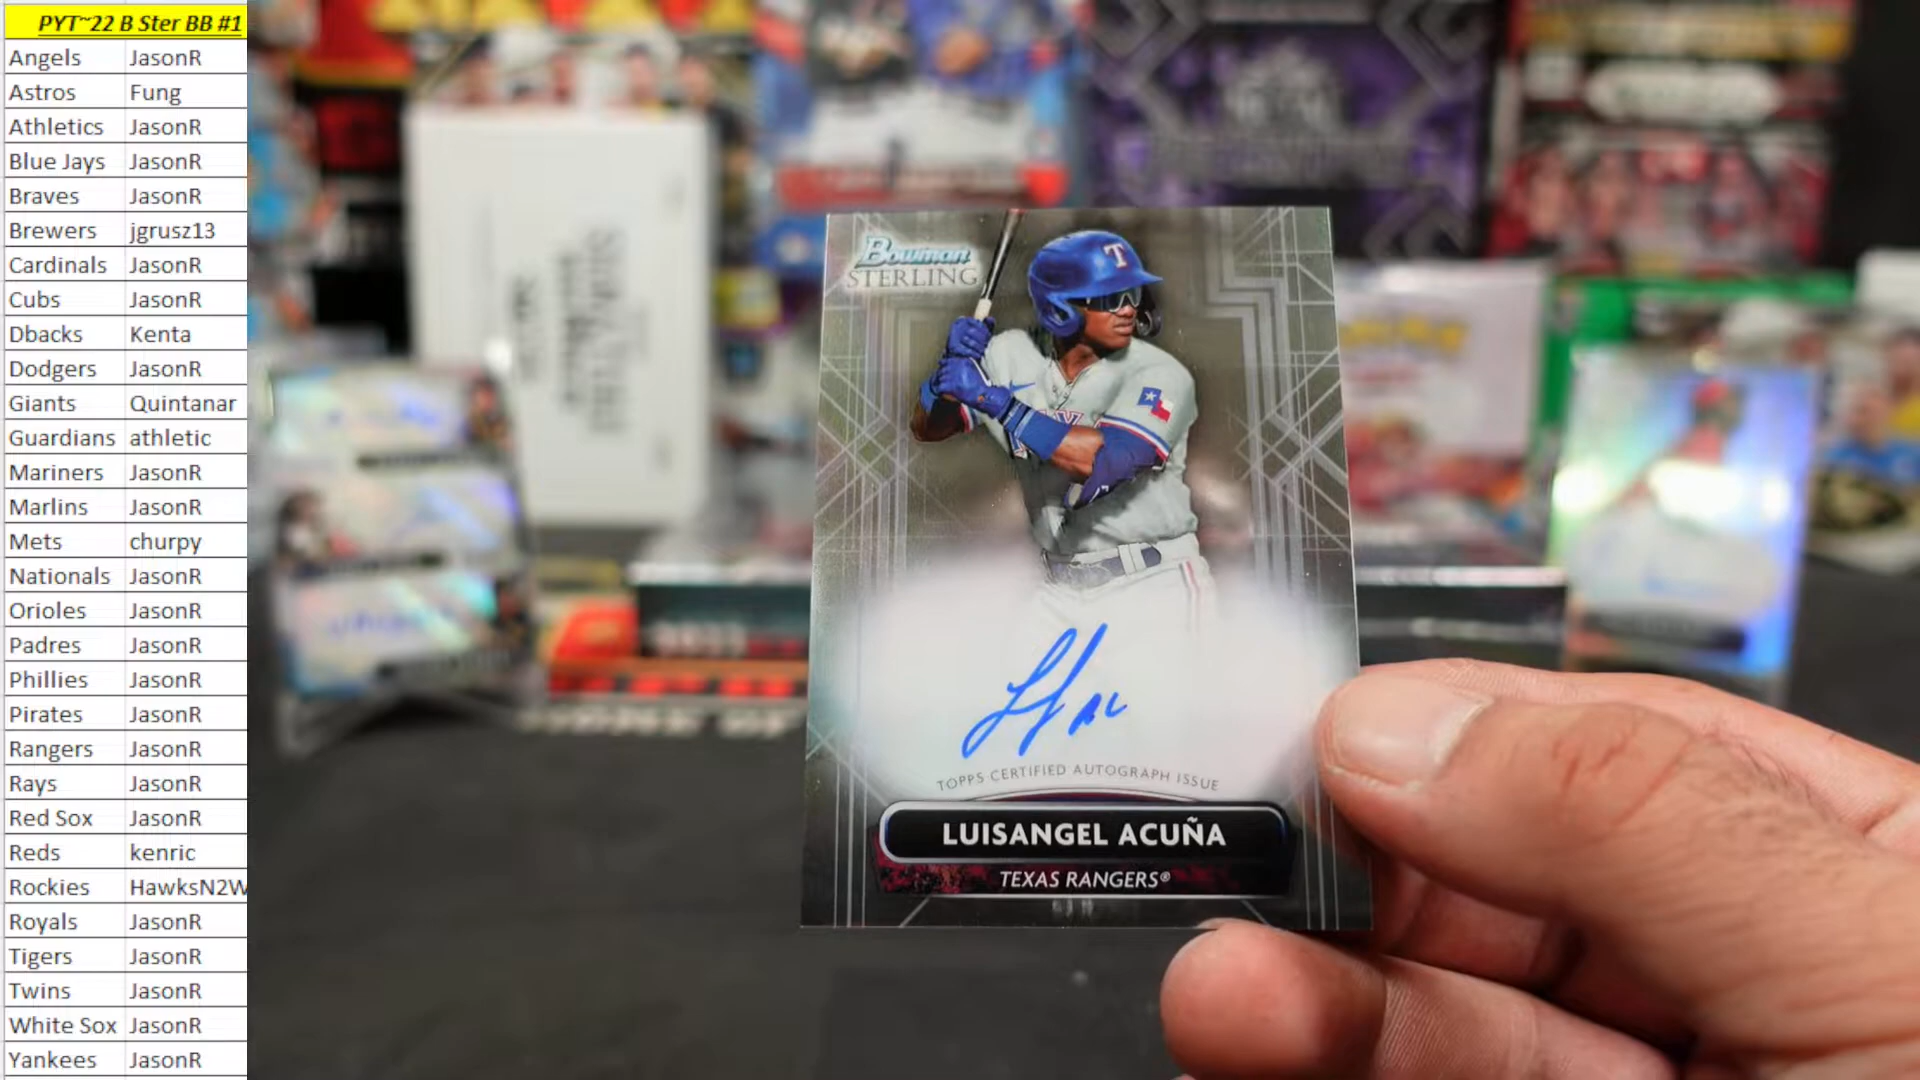 PYT~22 B Ster BB #1
Angels JasonR
Astros Fung
Athletics JasonR
Blue Jays JasonR
Braves JasonR
Brewers jgrusz13
Cardinals JasonR
Cubs JasonR
Dbacks Kenta
Dodgers JasonR
Giants Quintanar
Guardians athletic
Mariners JasonR
Marlins JasonR
Mets churpy
Nationals JasonR
Orioles JasonR
Padres JasonR
Phillies JasonR
Pirates JasonR
Rangers JasonR
Rays JasonR
Red Sox JasonR
Reds kenric
Rockies HawksN2W
Royals JasonR
Tigers JasonR
Twins JasonR
White Sox JasonR
Yankees JasonR
Bowman
STERLING
T
TOPPS CERTIFIED AUTOGRAPH ISSUE
LUISANGEL ACUÑA
TEXAS RANGERS®